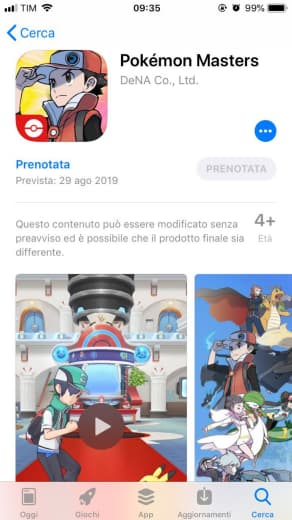 TIM 09:35 99%
Cerca
Pokémon Masters
DeNA Co., Ltd.
Prenotata
PRENOTATA
Prevista: 29 ago 2019
Questo contenuto può essere modificato senza
preavviso ed è possibile che il prodotto finale sia
differente.
4+
Età
Oggi Giochi App Aggiornamenti Cerca